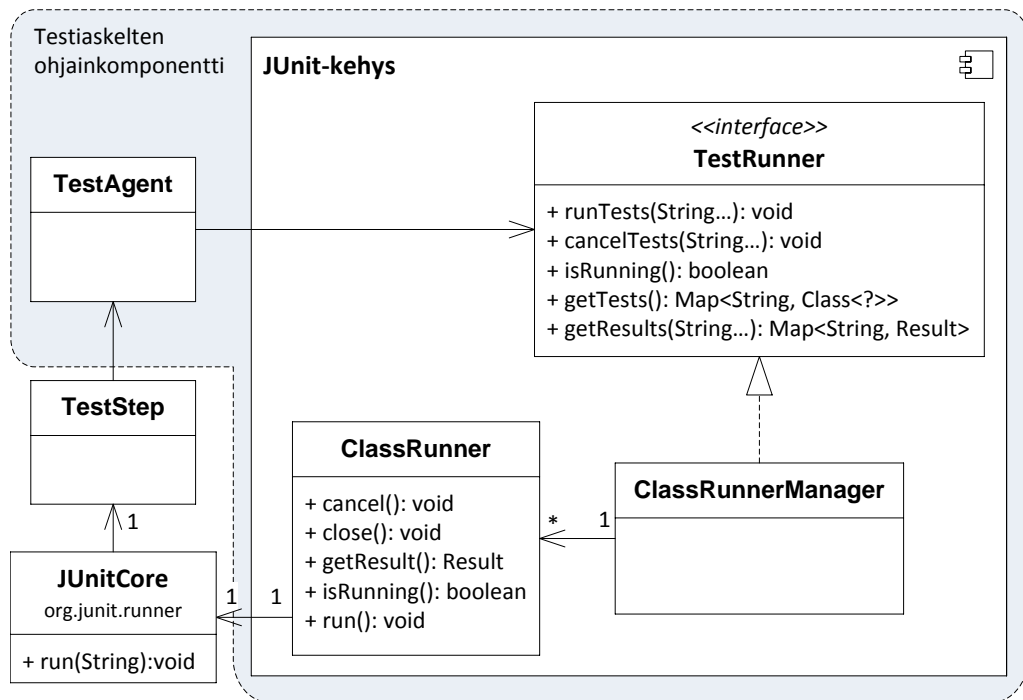 Testiaskelten
ohjainkomponentti
JUnit-kehys
<<interface>>
TestRunner
+ runTests(String...): void
+ cancelTests(String...): void
+ isRunning(): boolean
+ getTests(): Map<String, Class<?>>
+ getResults(String...): Map<String, Result>
TestAgent
TestStep
1
JUnitCore
org.junit.runner
+ run(String):void
1
1
ClassRunner
+ cancel(): void
+ close(): void
+ getResult(): Result
+ isRunning(): boolean
+ run(): void
*
1
ClassRunnerManager